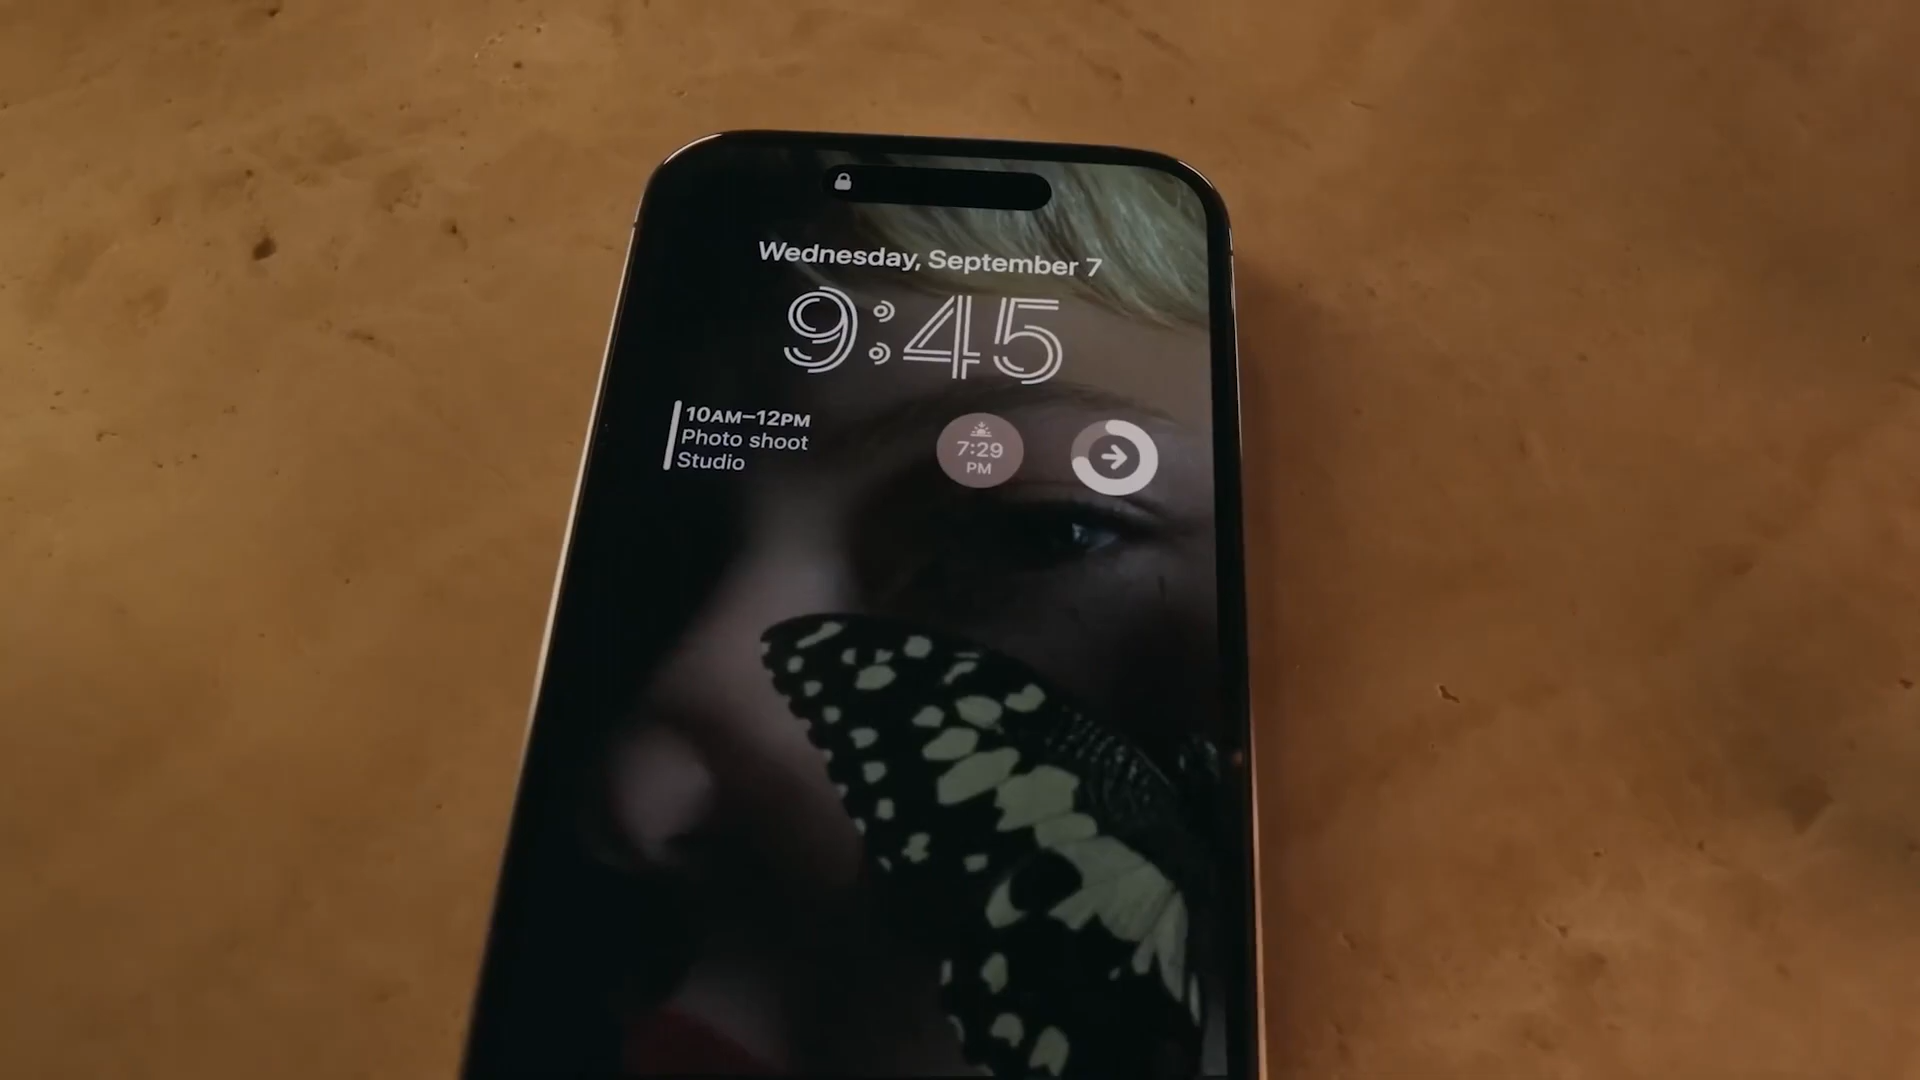 Wednesday, September 7
9:45
10AM–12PM
Photo shoot
Studio
7:29
PM